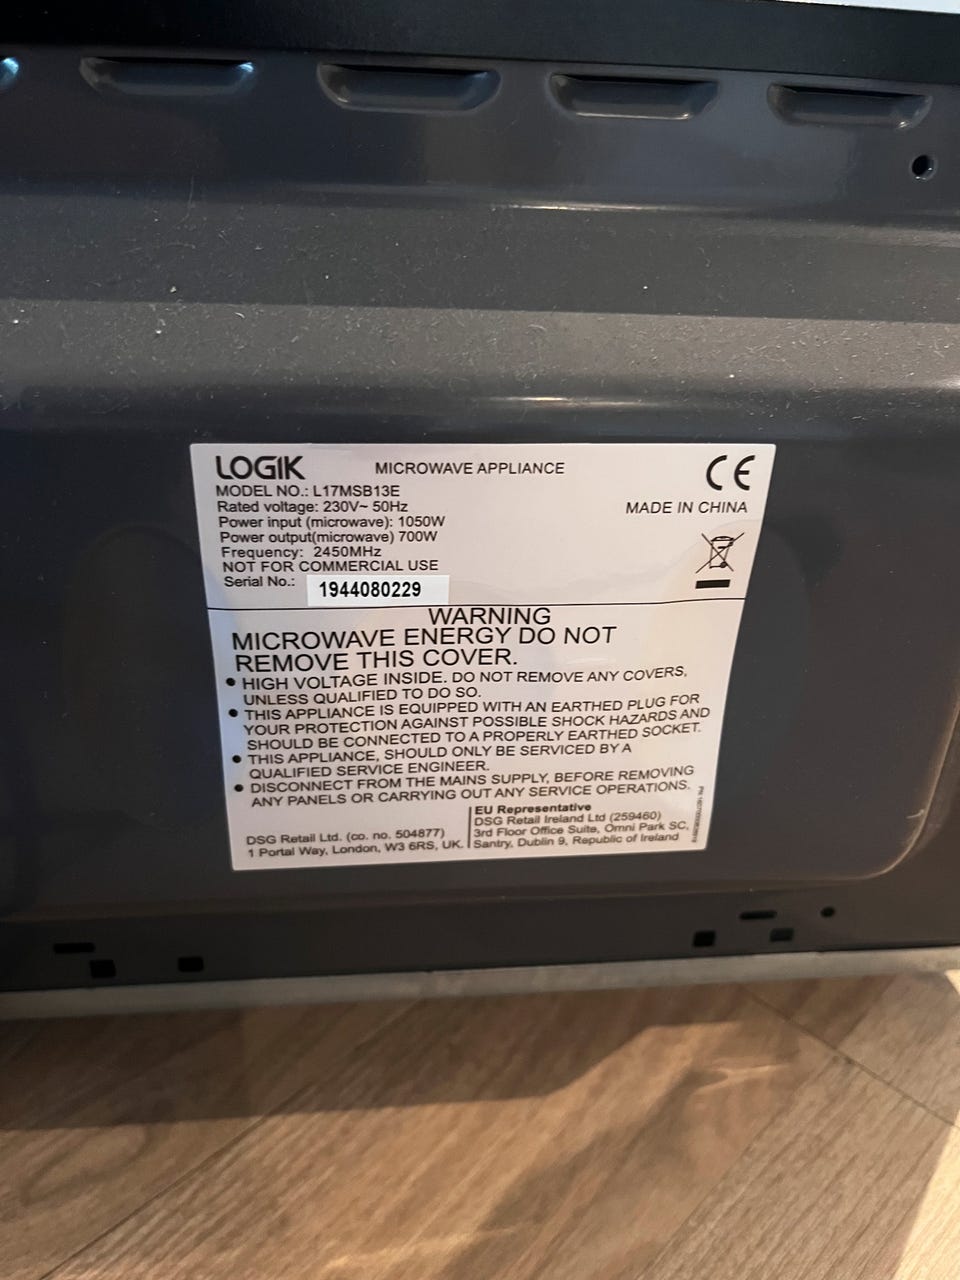 LOGIK
MICROWAVE APPLIANCE
CE
MODEL NO.: L17MSB13E
Rated voltage: 230V~ 50Hz
MADE IN CHINA
Power input (microwave): 1050W
Power output(microwave) 700W
Frequency: 2450MHz
NOT FOR COMMERCIAL USE
Serial No.: 1944080229
WARNING
MICROWAVE ENERGY DO NOT
REMOVE THIS COVER.
• HIGH VOLTAGE INSIDE. DO NOT REMOVE ANY COVERS,
UNLESS QUALIFIED TO DO SO.
• THIS APPLIANCE IS EQUIPPED WITH AN EARTHED PLUG FOR
YOUR PROTECTION AGAINST POSSIBLE SHOCK HAZARDS AND
SHOULD BE CONNECTED TO A PROPERLY EARTHED SOCKET.
• THIS APPLIANCE, SHOULD ONLY BE SERVICED BY A
QUALIFIED SERVICE ENGINEER.
• DISCONNECT FROM THE MAINS SUPPLY, BEFORE REMOVING
ANY PANELS OR CARRYING OUT ANY SERVICE OPERATIONS.
DSG Retail Ltd. (co. no. 504877)
1 Portal Way, London, W3 6RS, UK.
EU Representative
DSG Retail Ireland Ltd (259460)
3rd Floor Office Suite, Omni Park SC,
Santry, Dublin 9, Republic of Ireland